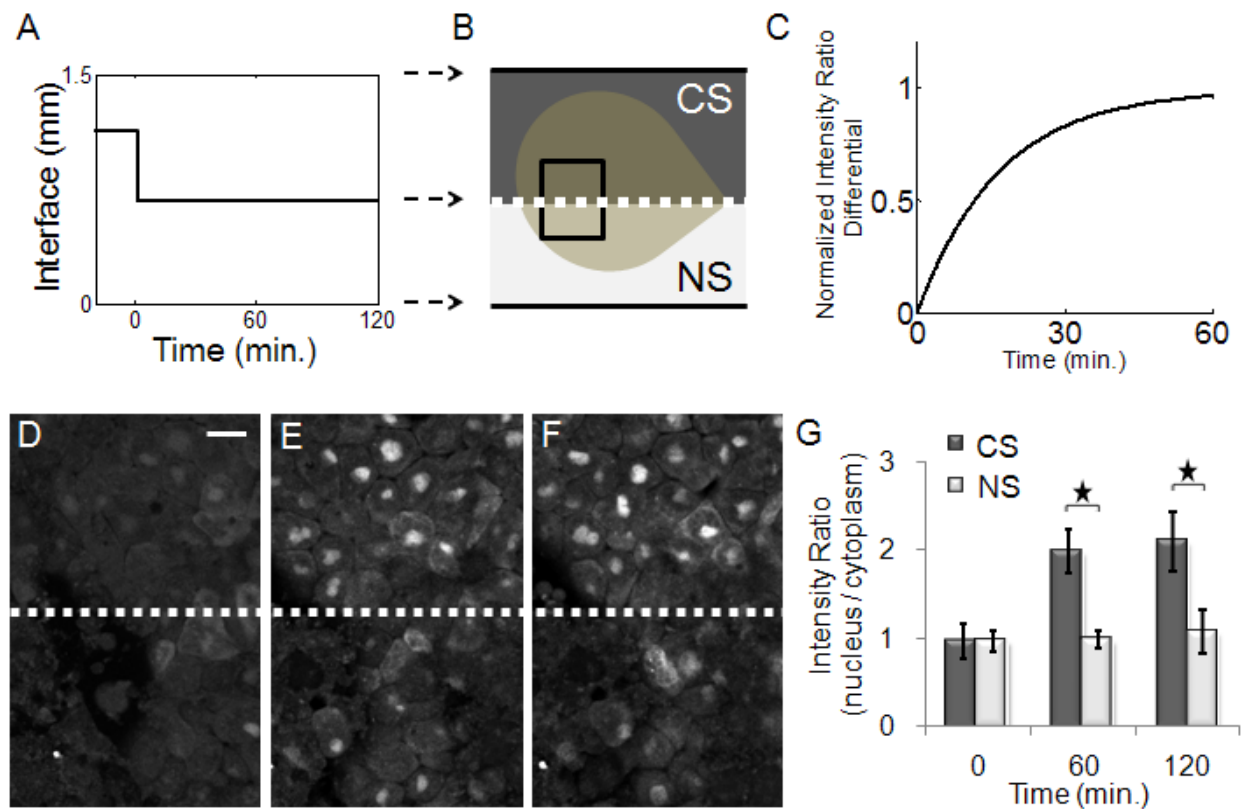 A
Interface (mm)
1.5
0
0 60 120
Time (min.)
B
CS
NS
C
Normalized Intensity Ratio
Differential
1
0.5
0
0 30 60
Time (min.)
D
E
F
G
CS
NS
Intensity Ratio
(nucleus / cytoplasm)
3
2
1
0
0 60 120
Time (min.)